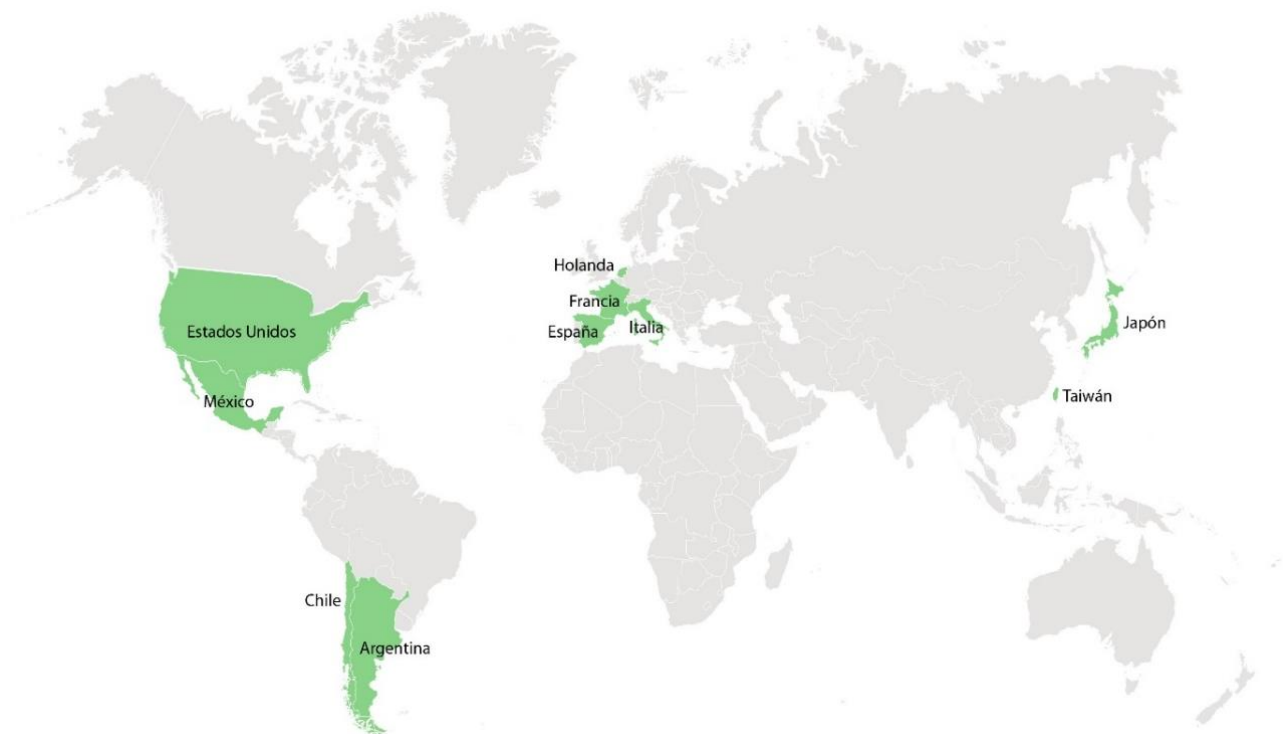 Holanda
Francia
Estados Unidos
España
Italia
Japón
México
Taiwán
Chile
Argentina